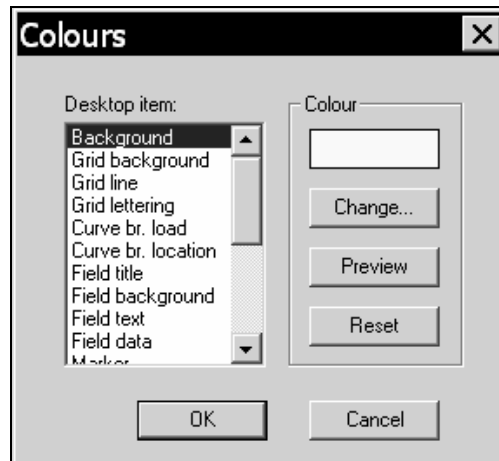 Colours
Desktop item:
Background
Grid background
Grid line
Grid lettering
Curve br. load
Curve br. location
Field title
Field background
Field text
Field data
Marker
Colour
Change...
Preview
Reset
OK
Cancel